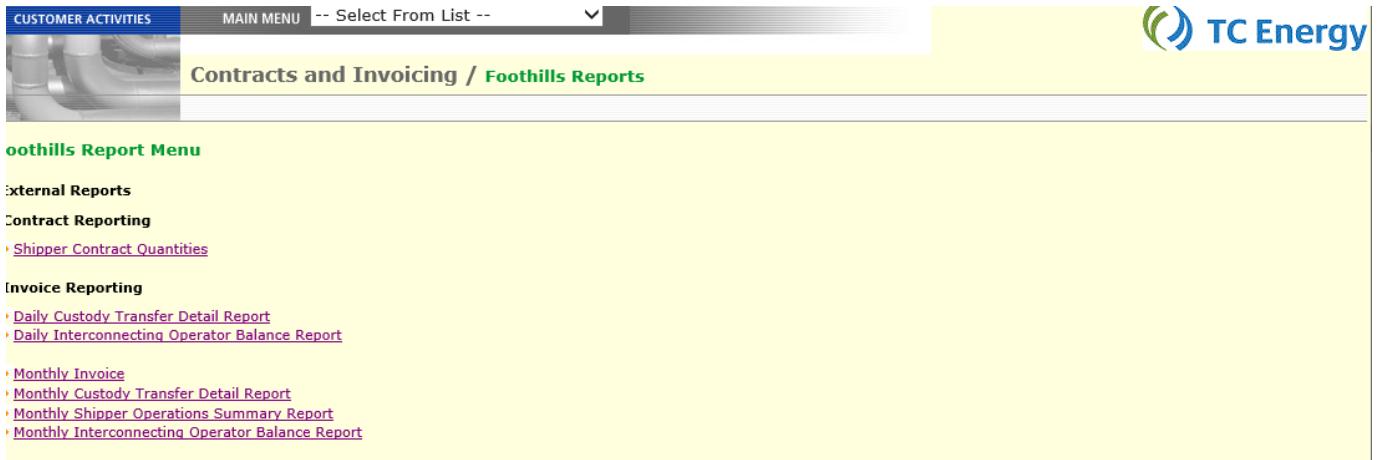 CUSTOMER ACTIVITIES
MAIN MENU -- Select From List --
TC Energy
Contracts and Invoicing / Foothills Reports
oothills Report Menu
External Reports
Contract Reporting
Shipper Contract Quantities
Invoice Reporting
Daily Custody Transfer Detail Report
Daily Interconnecting Operator Balance Report
Monthly Invoice
Monthly Custody Transfer Detail Report
Monthly Shipper Operations Summary Report
Monthly Interconnecting Operator Balance Report